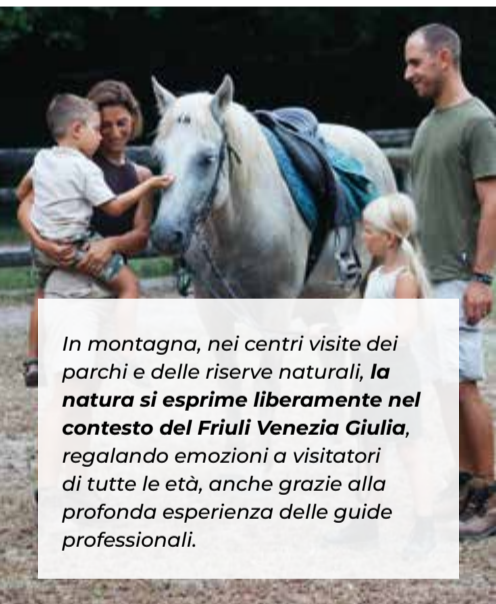 In montagna, nei centri visite dei
parchi e delle riserve naturali, la
natura si esprime liberamente nel
contesto del Friuli Venezia Giulia,
regalando emozioni a visitatori
di tutte le età, anche grazie alla
profonda esperienza delle guide
professionali.